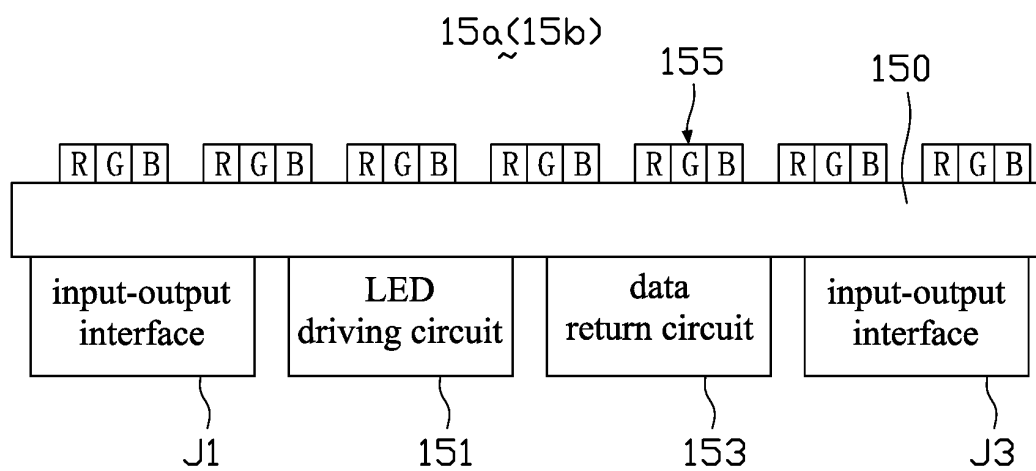 15a(15b)
155
150
R G B R G B R G B R G B R G B R G B R G B
input-output
interface
LED
driving circuit
data
return circuit
input-output
interface
J1
151
153
J3